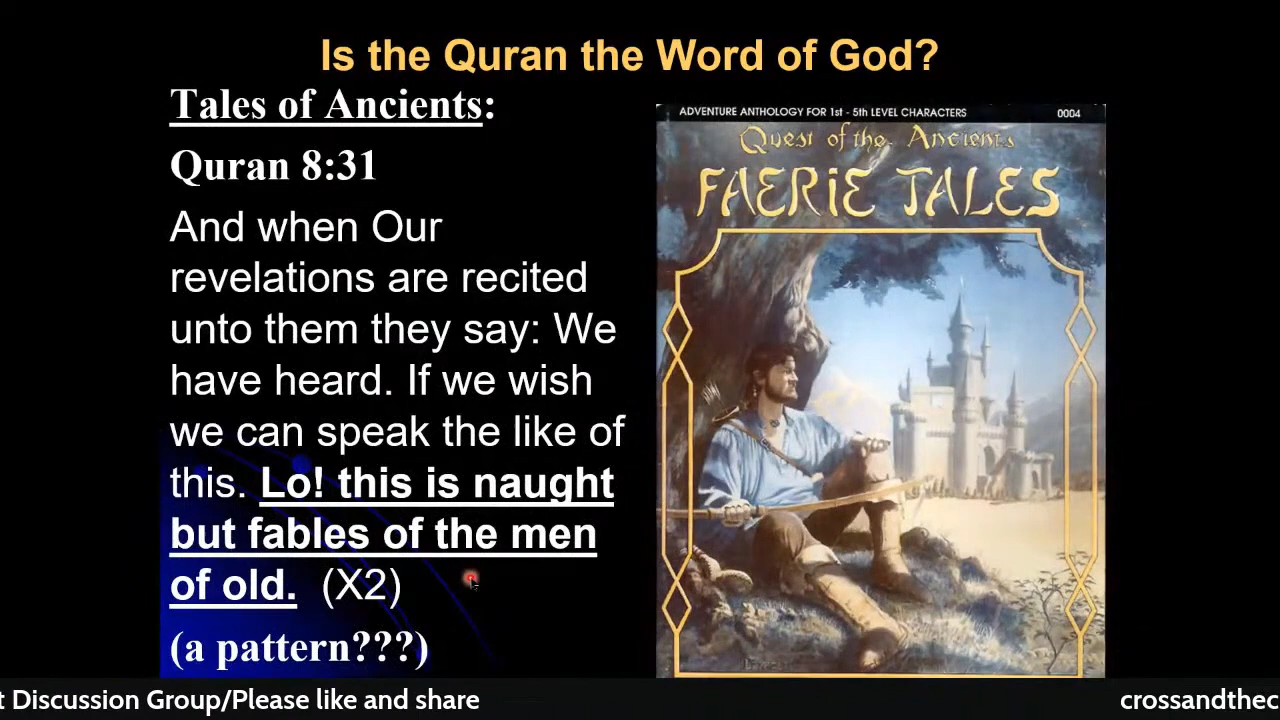 Is the Quran the Word of God?
Tales of Ancients:
Quran 8:31
And when Our
revelations are recited
unto them they say: We
have heard. If we wish
we can speak the like of
this. Lo! this is naught
but fables of the men
of old. (X2)
(a pattern???)
ADVENTURE ANTHOLOGY FOR 1st - 5th LEVEL CHARACTERS 0004
Quest of the Ancients
FAERIE TALES
t Discussion Group/Please like and share crossandthec